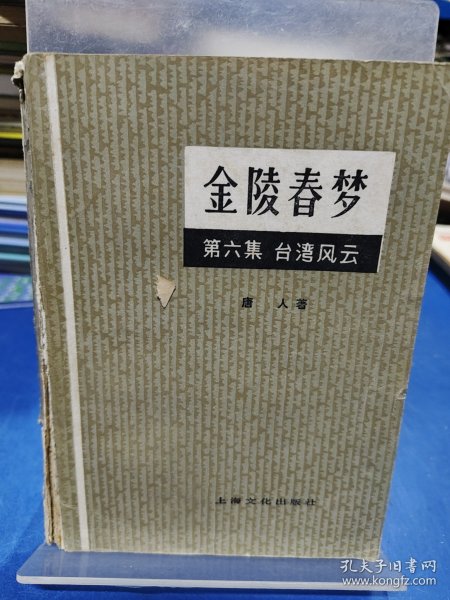 金陵春梦
第六集 台湾风云
唐 人 著
上海文化出版社
孔夫子旧书网
www.kongfz.com